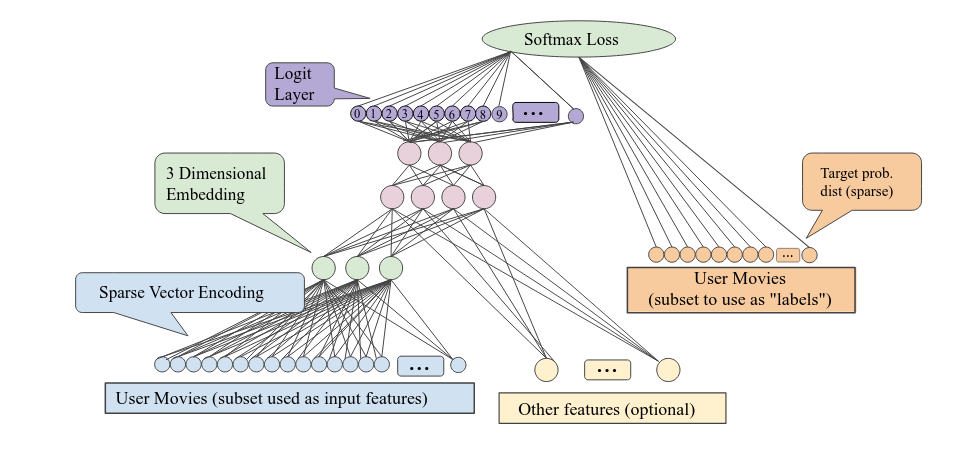 Softmax Loss
Logit
Layer
0 1 2 3 4 5 6 7 8 9 ...
3 Dimensional
Embedding
Target prob.
dist (sparse)
...
User Movies
(subset to use as "labels")
Sparse Vector Encoding
...
...
User Movies (subset used as input features)
Other features (optional)